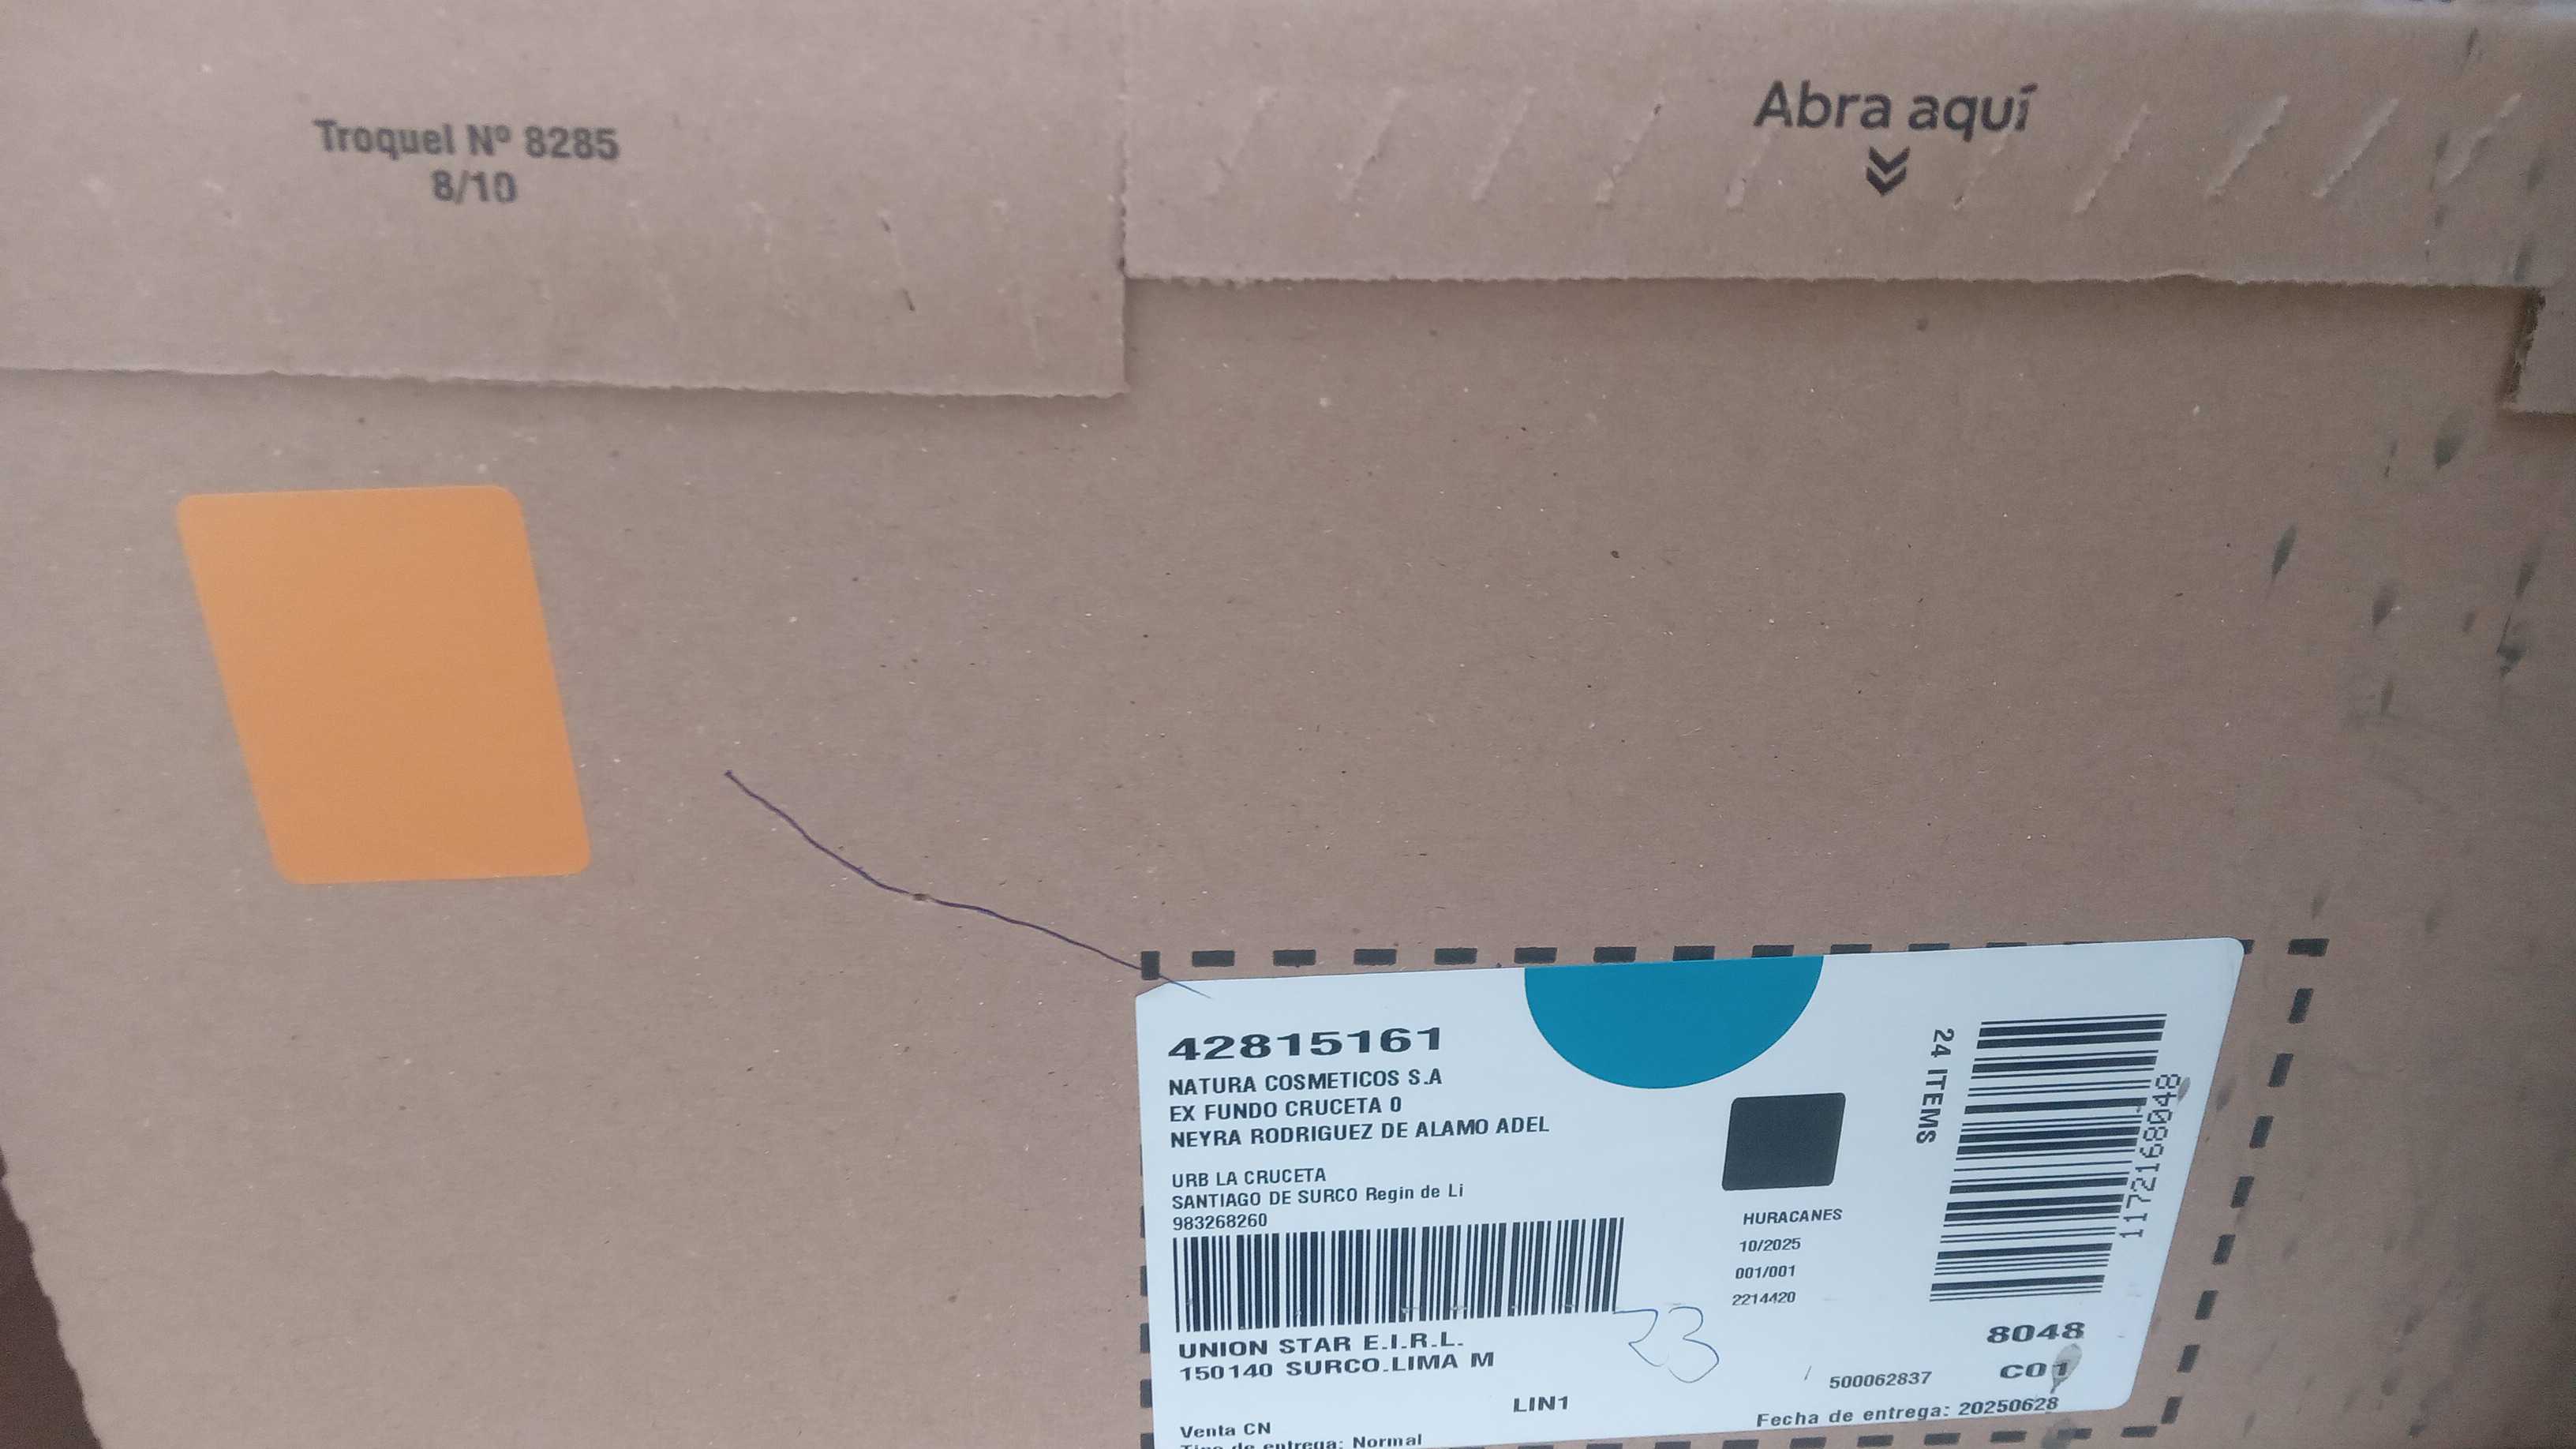 Troquel Nº 8285
8/10
Abra aquí
42815161
NATURA COSMETICOS S.A
EX FUNDO CRUCETA 0
NEYRA RODRIGUEZ DE ALAMO ADEL
URB LA CRUCETA
SANTIAGO DE SURCO Regin de Li
983268260
UNION STAR E.I.R.L.
150140 SURCO.LIMA M
LIN1
Venta CN
Tipo de entrega: Normal
23
HURACANES
10/2025
001/001
2214420
24 ITEMS
1172168048
8048
C01
500062837
Fecha de entrega: 20250628